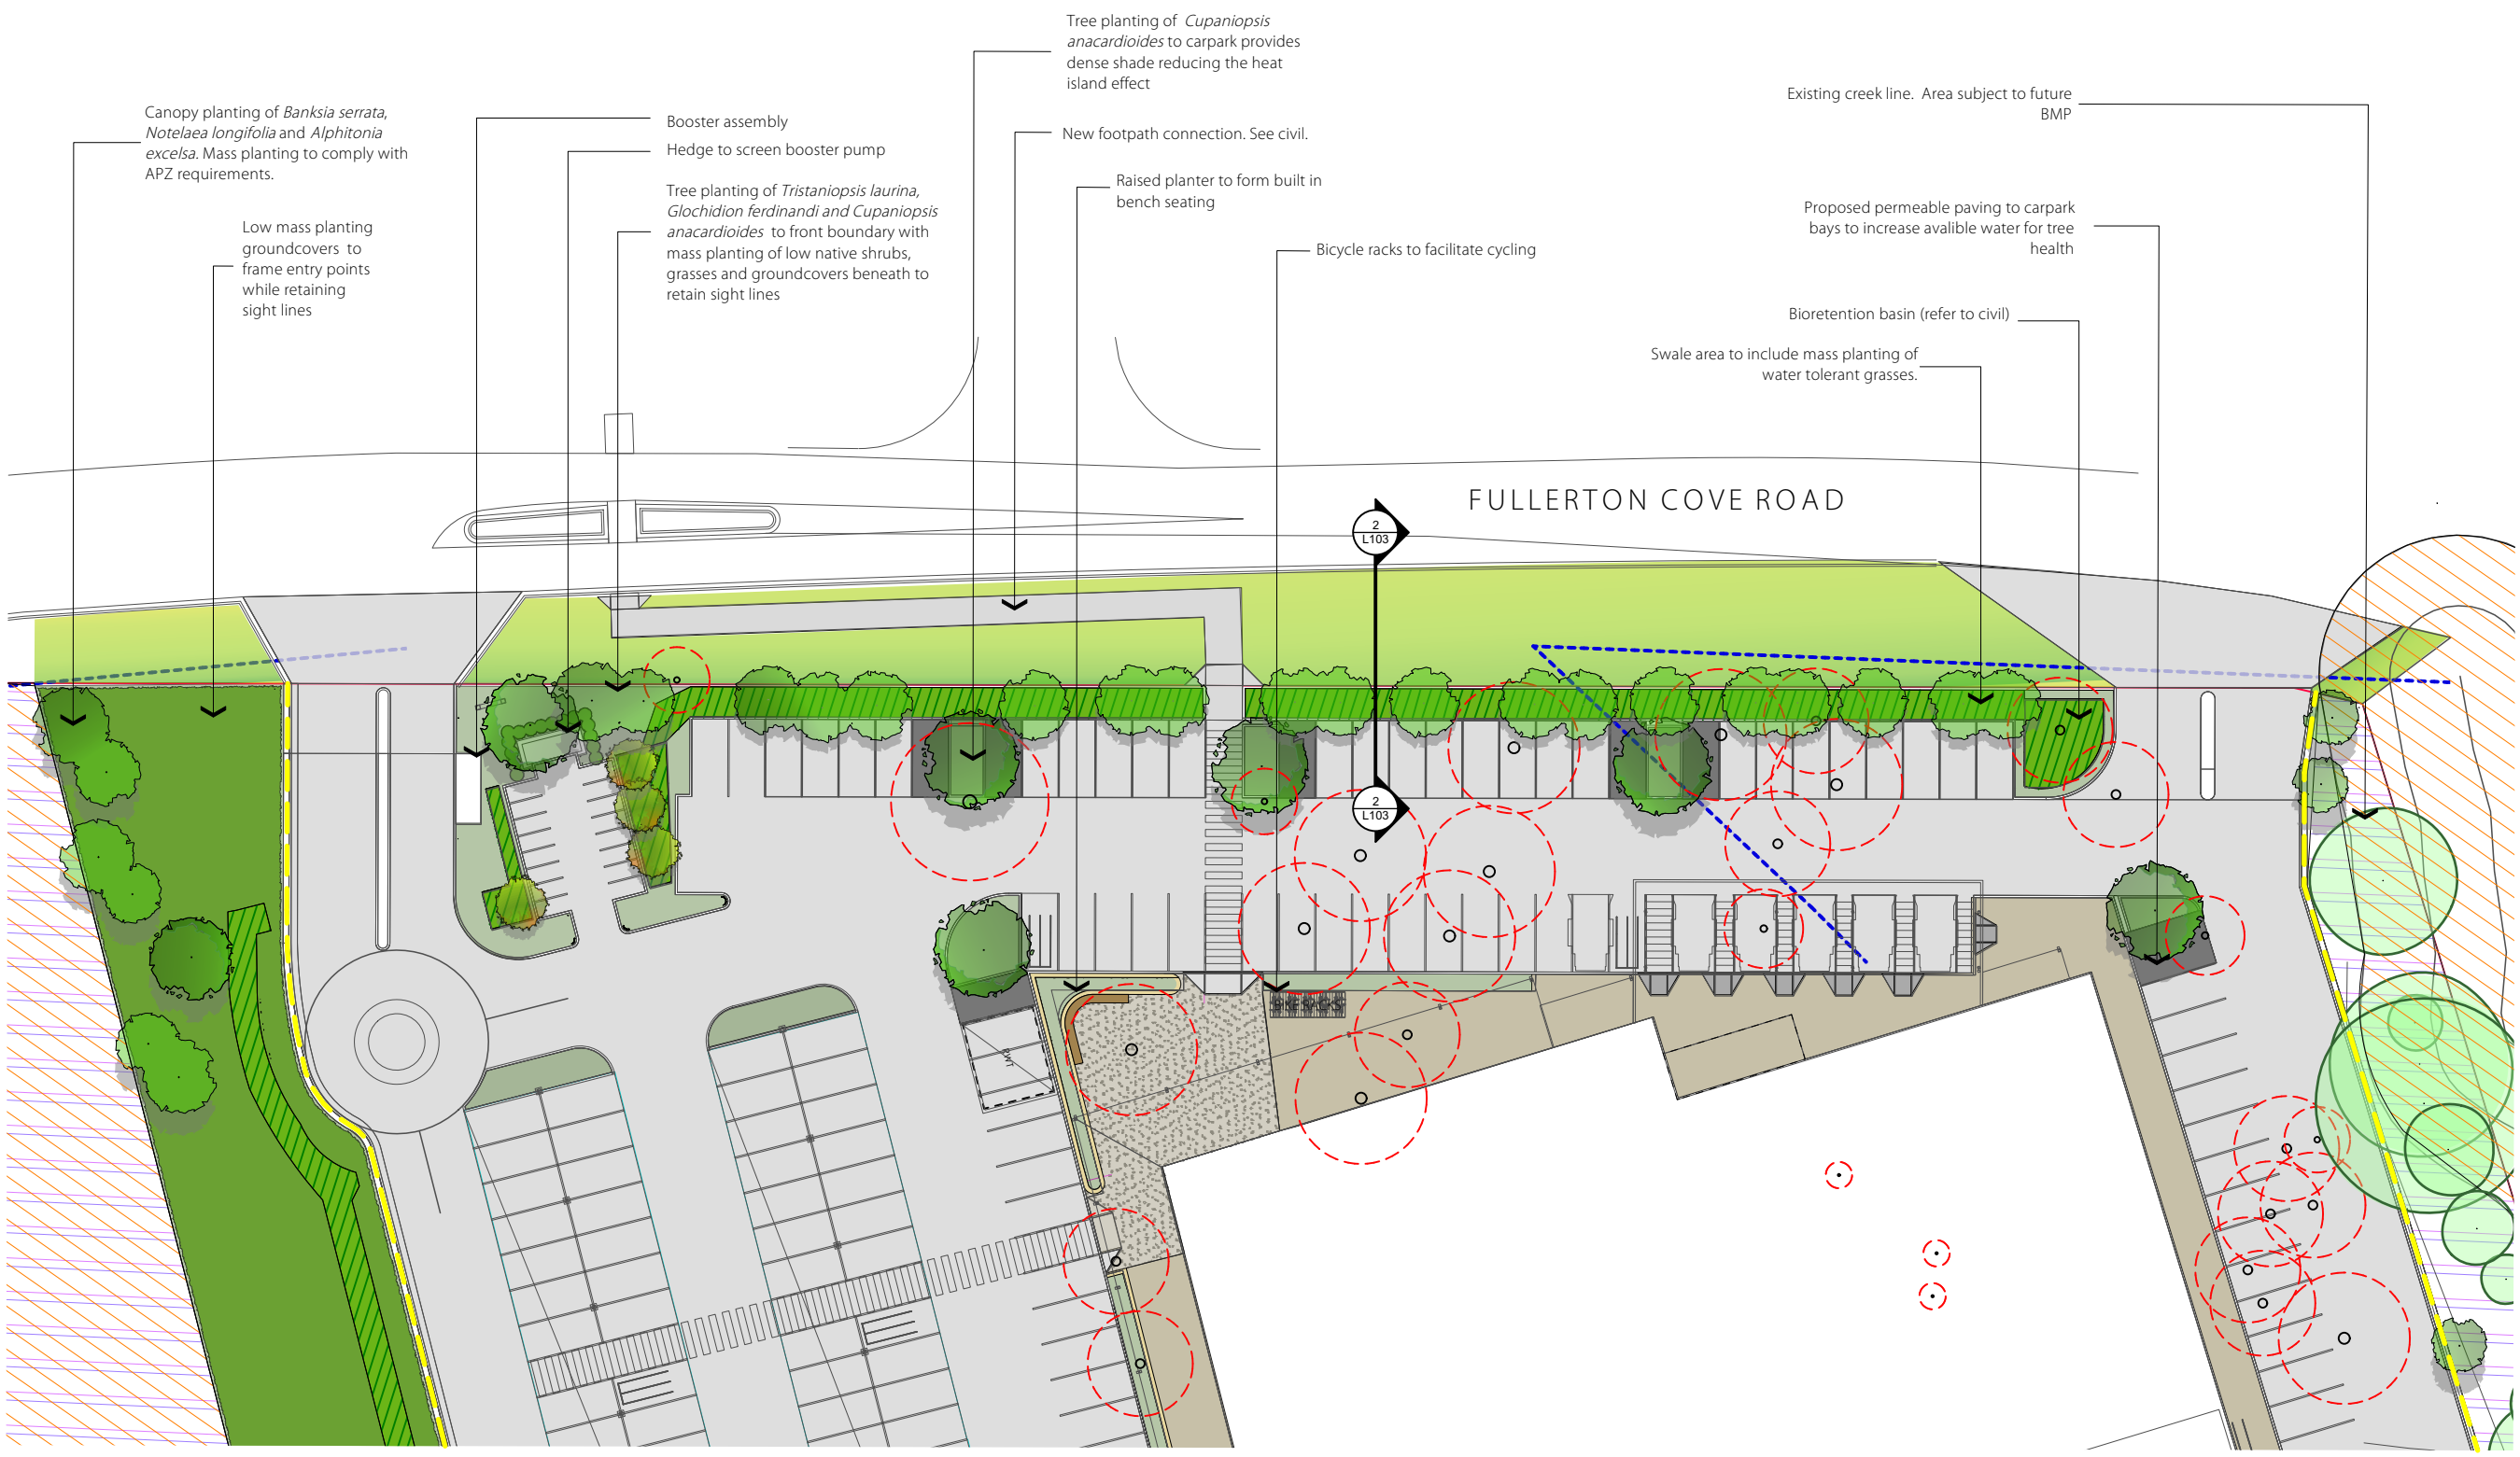 Tree planting of Cupaniopsis
anacardioides to carpark provides
dense shade reducing the heat
island effect
Canopy planting of Banksia serrata,
Notelaea longifolia and Alphitonia
excelsa. Mass planting to comply with
APZ requirements.
Low mass planting
groundcovers to
frame entry points
while retaining
sight lines
Booster assembly
Hedge to screen booster pump
Tree planting of Tristaniopsis laurina,
Glochidion ferdinandi and Cupaniopsis
anacardioides to front boundary with
mass planting of low native shrubs,
grasses and groundcovers beneath to
retain sight lines
New footpath connection. See civil.
Raised planter to form built in
bench seating
Bicycle racks to facilitate cycling
Existing creek line. Area subject to future
BMP
Proposed permeable paving to carpark
bays to increase avalible water for tree
health
Bioretention basin (refer to civil)
Swale area to include mass planting of
water tolerant grasses.
FULLERTON COVE ROAD
2
L103
2
L103